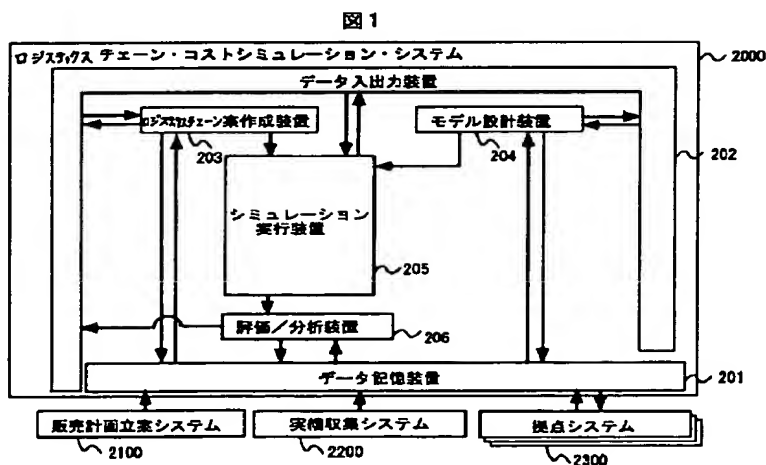 図1
ロジスティックス チェーン・コストシミュレーション・システム
2000
データ入出力装置
ロジスティクスチェーン案作成装置
モデル設計装置
203
204
202
シミュレーション
実行装置
205
評価／分析装置
206
データ記憶装置
201
販売計画立案システム
実績収集システム
拠点システム
2100
2200
2300